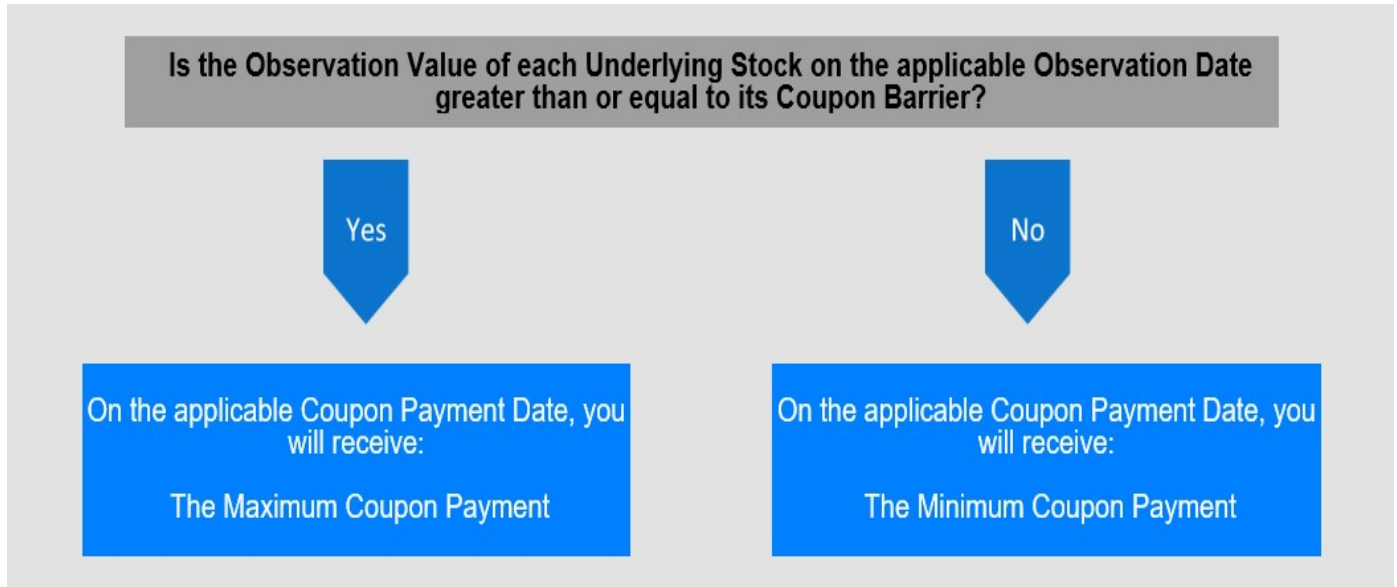 Is the Observation Value of each Underlying Stock on the applicable Observation Date
greater than or equal to its Coupon Barrier?
Yes
No
On the applicable Coupon Payment Date, you
will receive:
The Maximum Coupon Payment
On the applicable Coupon Payment Date, you
will receive:
The Minimum Coupon Payment